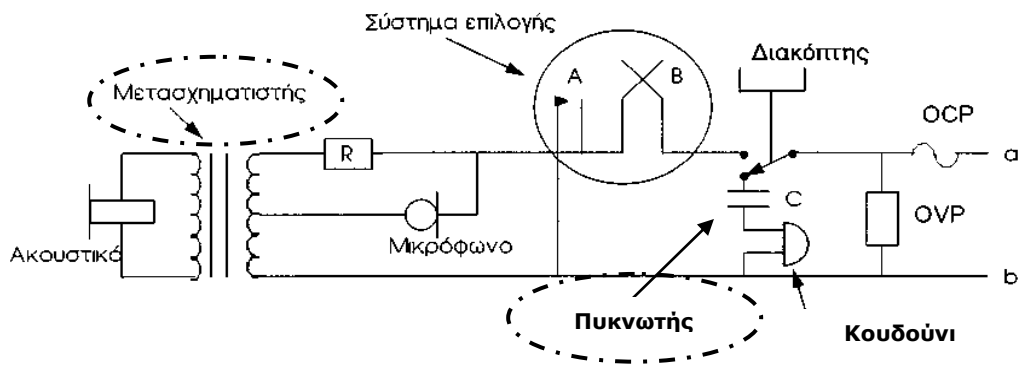 Σύστημα επιλογής
Διακόπτης
Μετασχηματιστής
A
B
OCP
R
a
C
OVP
Μικρόφωνο
Ακουστικά
b
Πυκνωτής
Κουδούνι